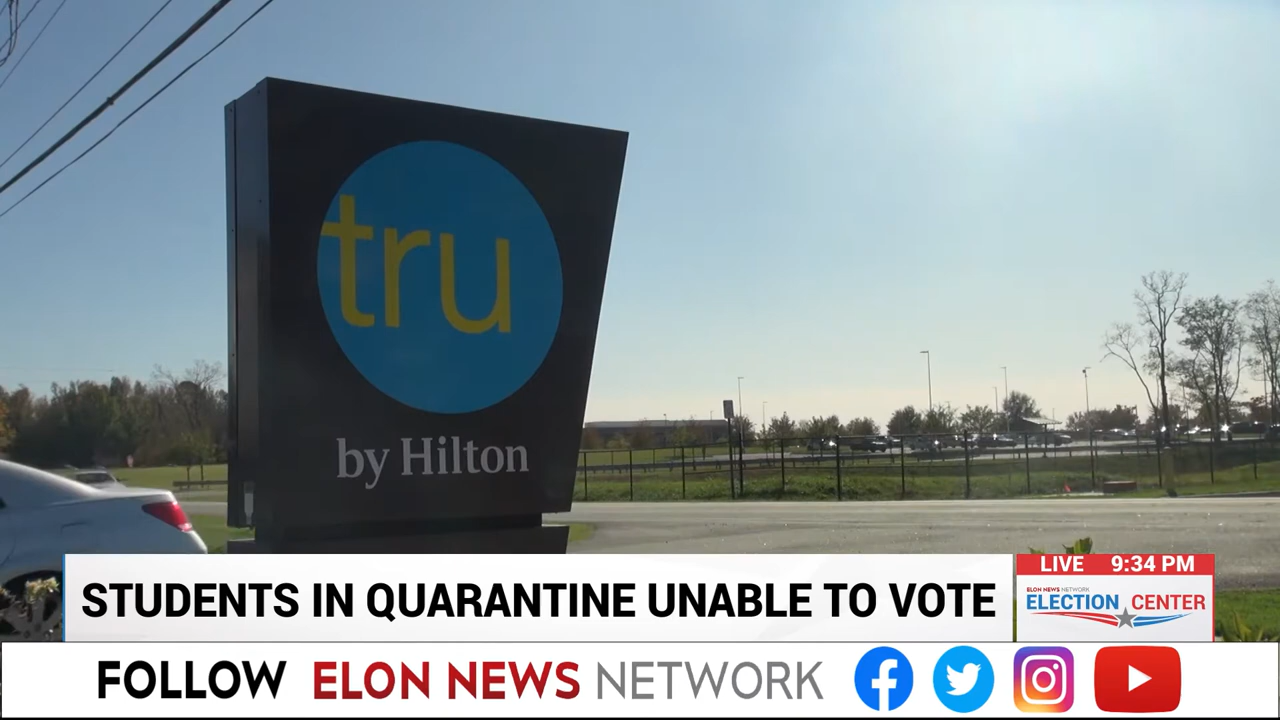 tru
by Hilton
STUDENTS IN QUARANTINE UNABLE TO VOTE
LIVE 9:34 PM
ELON NEWS NETWORK
ELECTION CENTER
FOLLOW ELON NEWS NETWORK